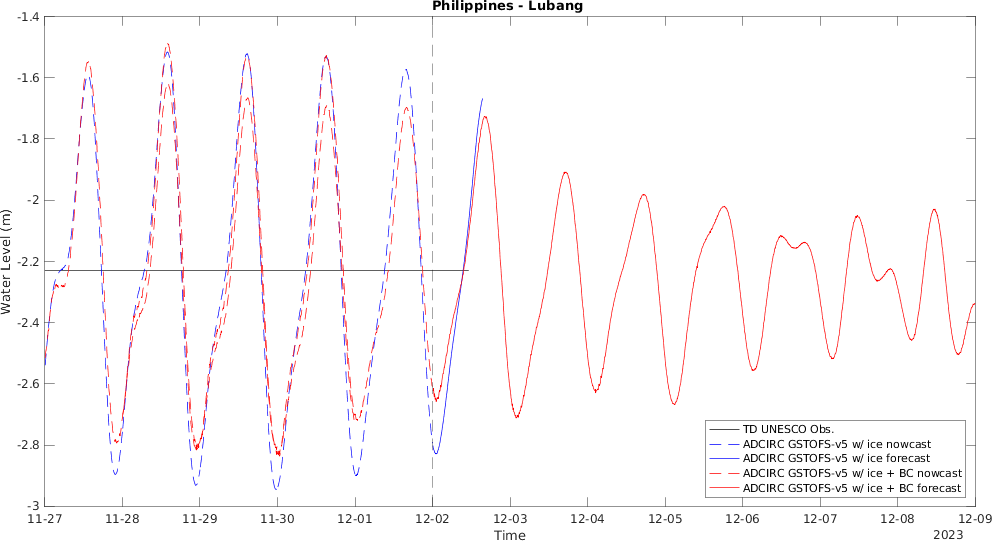 Philippines - Lubang
-1.4
-1.6
-1.8
-2
-2.2
-2.4
-2.6
-2.8
-3
Water Level (m)
11-27 11-28 11-29 11-30 12-01 12-02 12-03 12-04 12-05 12-06 12-07 12-08 12-09
Time
2023
TD UNESCO Obs.
ADCIRC GSTOFS-v5 w/ ice nowcast
ADCIRC GSTOFS-v5 w/ ice forecast
ADCIRC GSTOFS-v5 w/ ice + BC nowcast
ADCIRC GSTOFS-v5 w/ ice + BC forecast